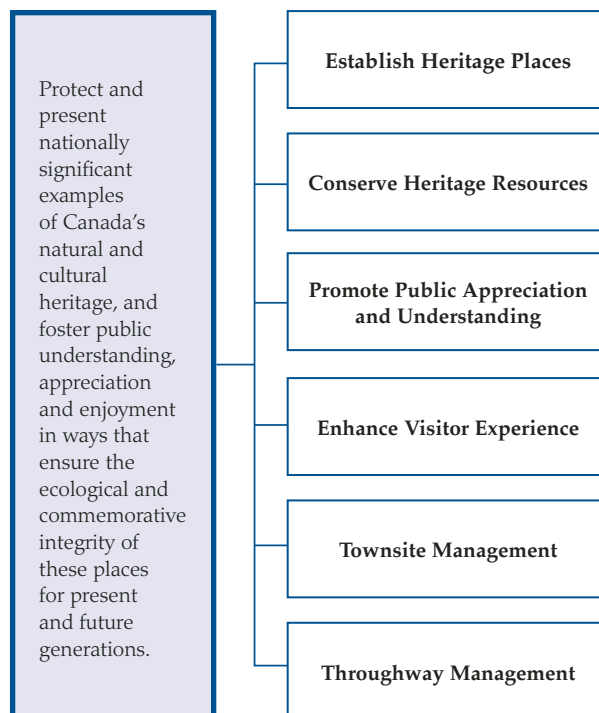 Protect and
present
nationally
significant
examples
of Canada's
natural and
cultural
heritage, and
foster public
understanding,
appreciation
and enjoyment
in ways that
ensure the
ecological and
commemorative
integrity of
these places
for present
and future
generations.
Establish Heritage Places
Conserve Heritage Resources
Promote Public Appreciation
and Understanding
Enhance Visitor Experience
Townsite Management
Throughway Management